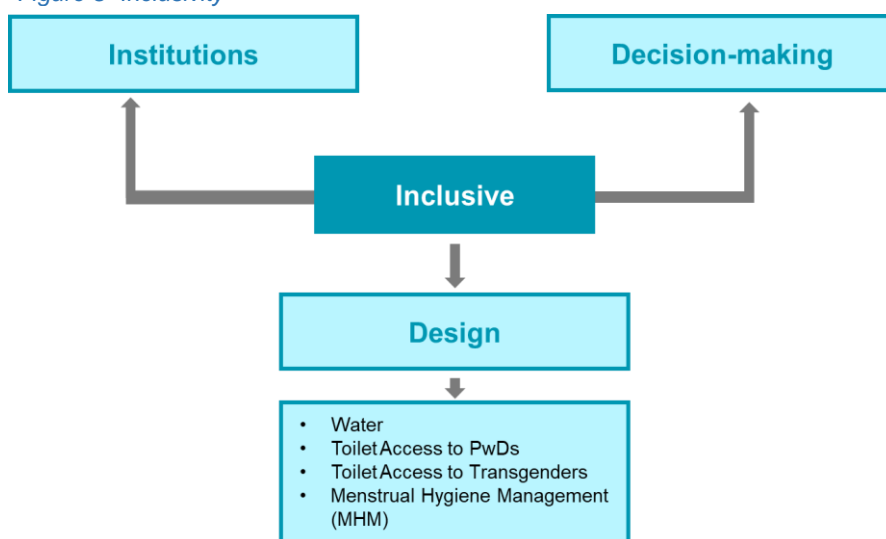 Institutions
Decision-making
Inclusive
Design
• Water
• Toilet Access to PwDs
• Toilet Access to Transgenders
• Menstrual Hygiene Management
(MHM)